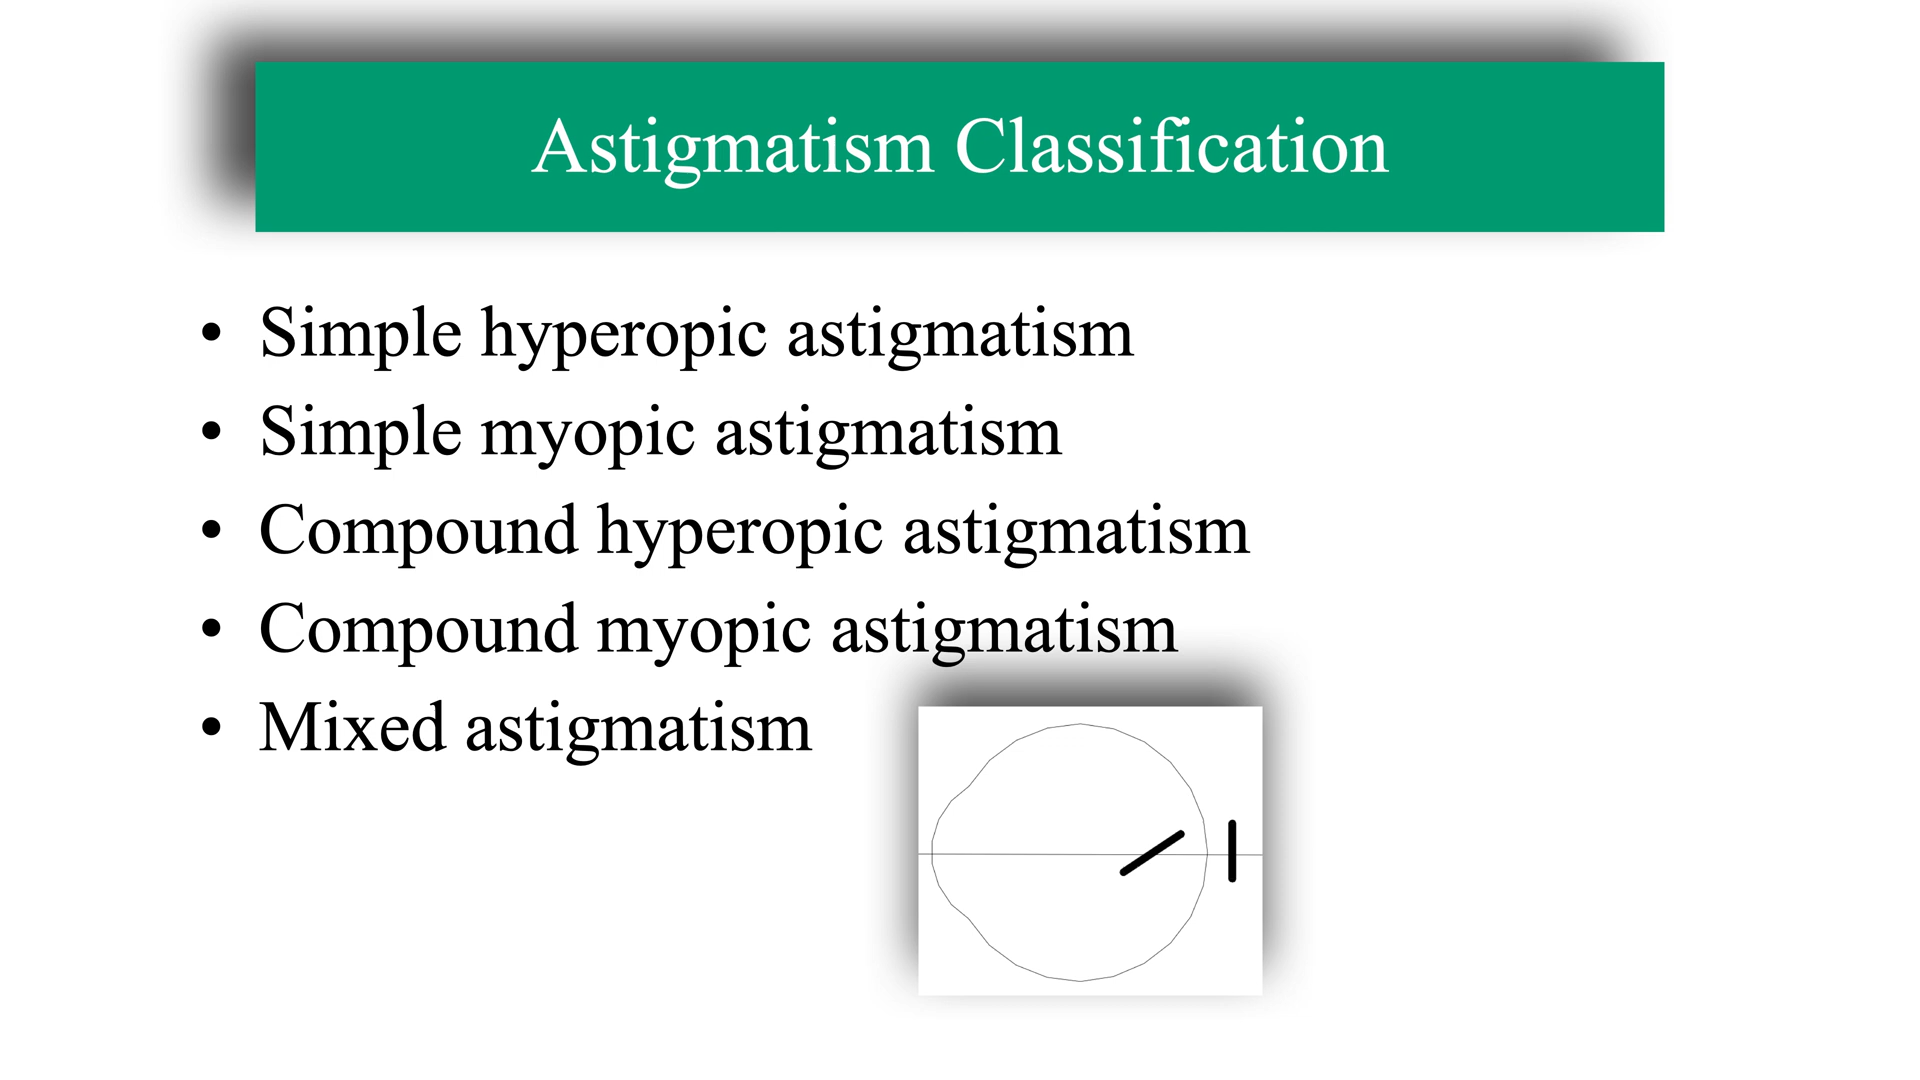 Astigmatism Classification
• Simple hyperopic astigmatism
• Simple myopic astigmatism
• Compound hyperopic astigmatism
• Compound myopic astigmatism
• Mixed astigmatism